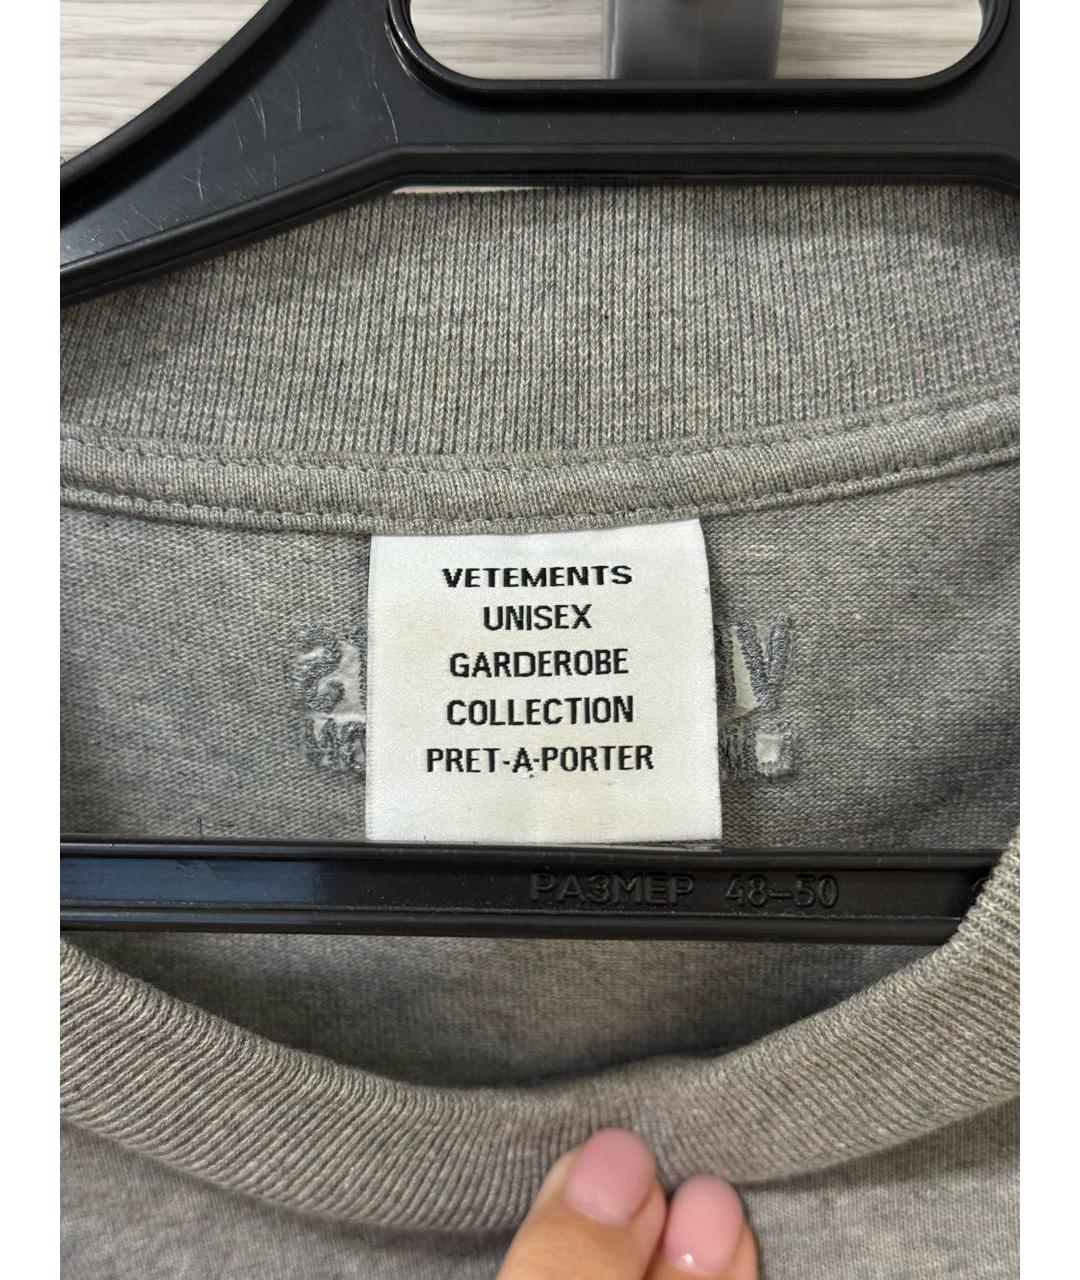 VETEMENTS
UNISEX
GARDEROBE
COLLECTION
PRET-A-PORTER
РАЗМЕР 48-50